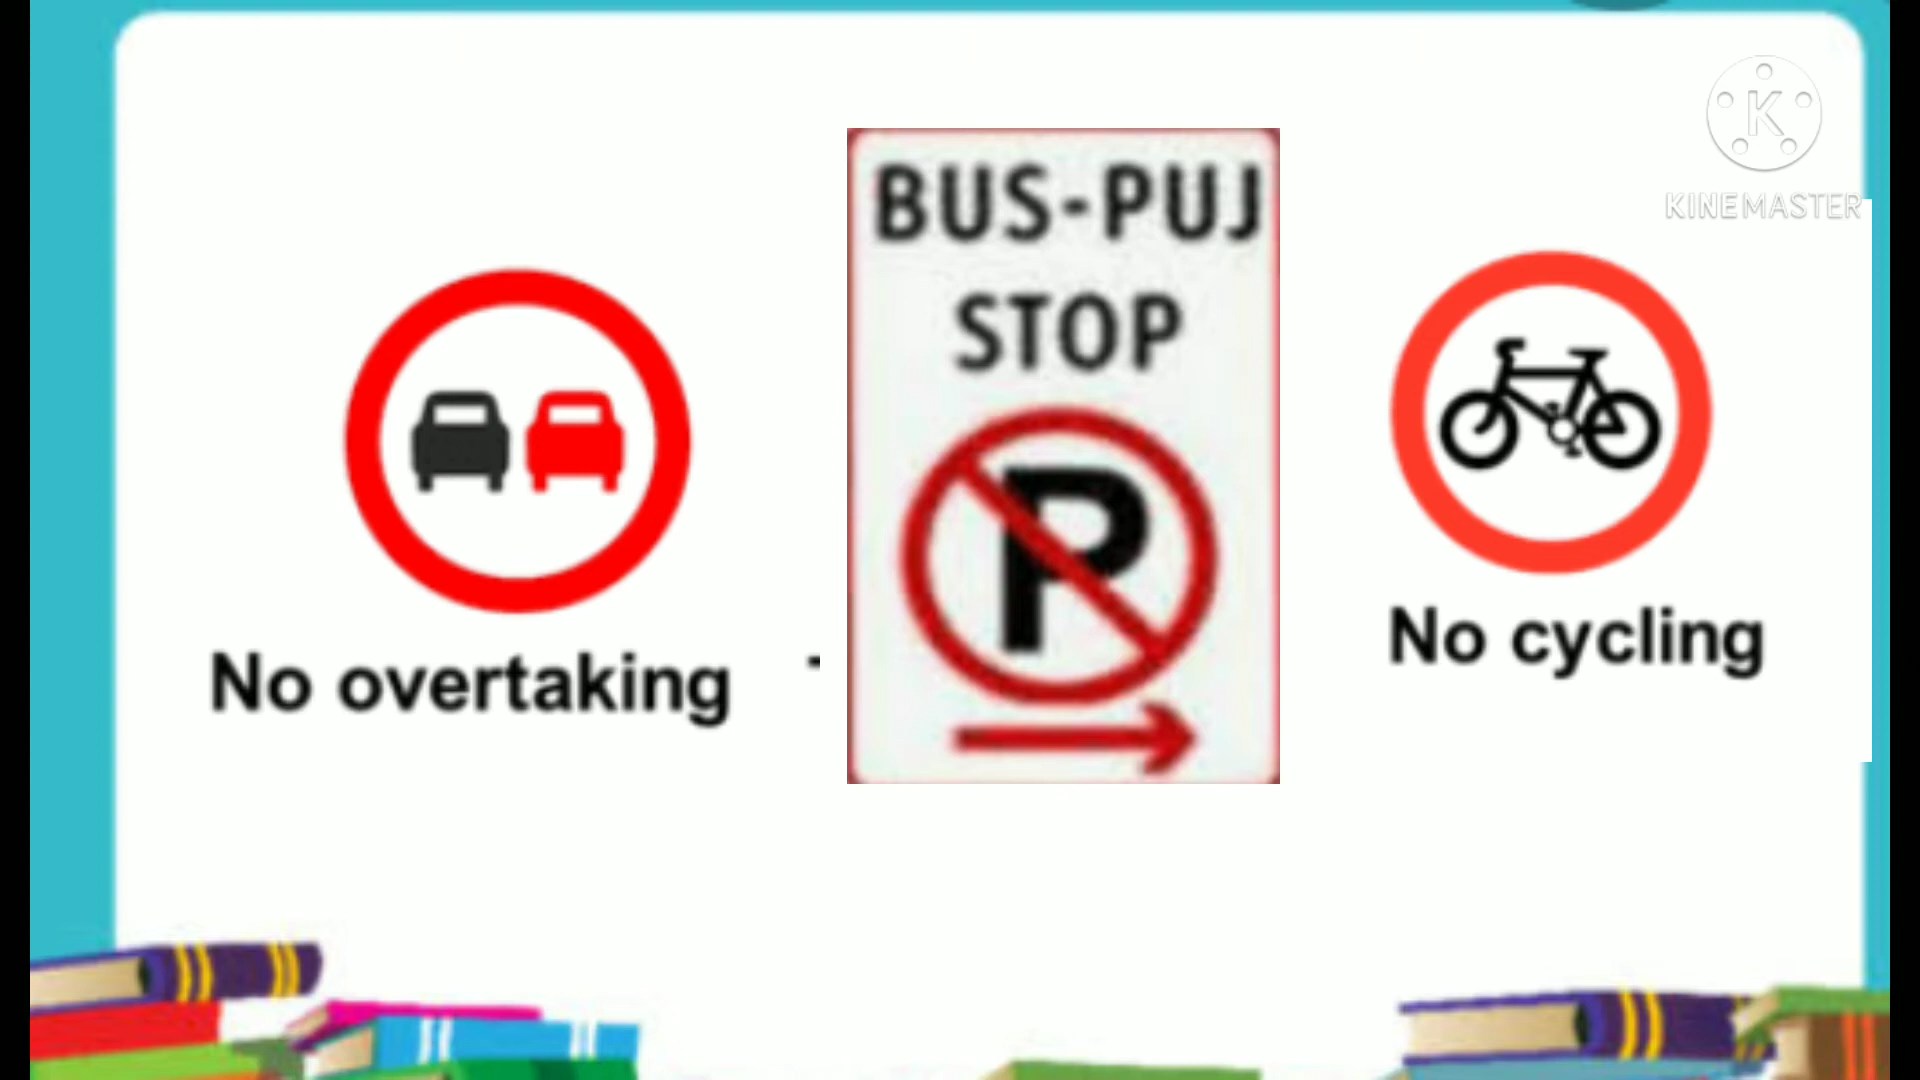 K
KINEMASTER
BUS-PUJ
STOP
P
No overtaking
No cycling